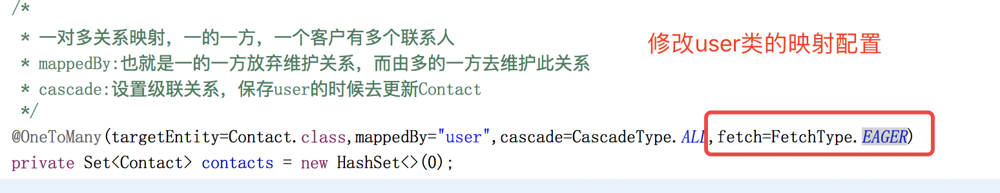 /*
* 一对多关系映射，一的一方，一个客户有多个联系人
修改user类的映射配置
* mappedBy:也就是一的一方放弃维护关系，而由多的一方去维护此关系
* cascade:设置级联关系，保存user的时候去更新Contact
*/
@OneToMany(targetEntity=Contact.class,mappedBy="user",cascade=CascadeType.ALL,fetch=FetchType.EAGER)
private Set<Contact> contacts = new HashSet<>(0);